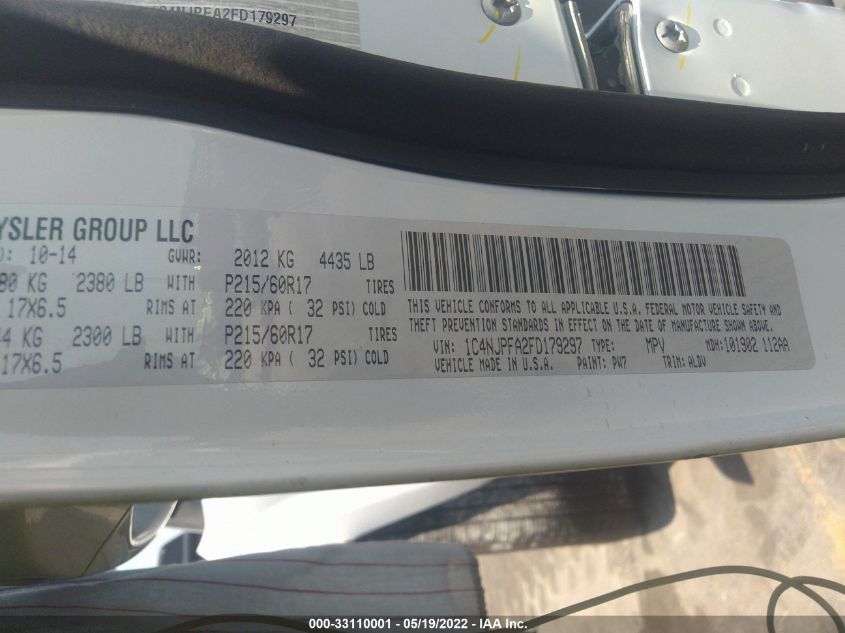 C4NJPFA2FD179297
YSLER GROUP LLC
D: 10-14 GVWR: 2012 KG 4435 LB
80 KG 2380 LB WITH P215/60R17 TIRES
17X6.5 RIMS AT 220 KPA ( 32 PSI) COLD
4 KG 2300 LB WITH P215/60R17 TIRES
17X6.5 RIMS AT 220 KPA ( 32 PSI) COLD
THIS VEHICLE CONFORMS TO ALL APPLICABLE U.S.A. FEDERAL MOTOR VEHICLE SAFETY AND
THEFT PREVENTION STANDARDS IN EFFECT ON THE DATE OF MANUFACTURE SHOWN ABOVE.
VIN: 1C4NJPFA2FD179297 TYPE: MPV MDH: 101902 112AA
VEHICLE MADE IN U.S.A. PAINT: PW7 TRIM: ALDV
000-33110001 - 05/19/2022 - IAA Inc.